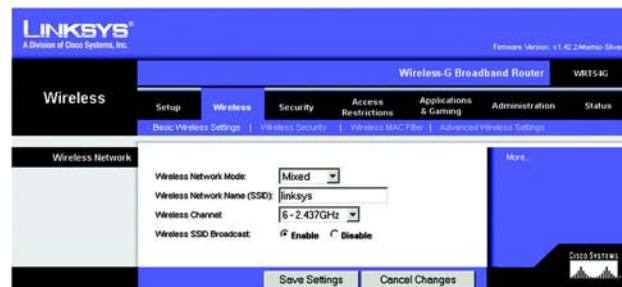 LINKSYS®
A Division of Cisco Systems, Inc.
Firmware Version: v1.42.2
Wireless-G Broadband Router WRT54G
Wireless
Setup Wireless Security Access Restrictions Applications & Gaming Administration Status
Basic Wireless Settings | Wireless Security | Wireless MAC Filter | Advanced Wireless Settings
Wireless Network
More...
Wireless Network Mode: Mixed
Wireless Network Name (SSID): linksys
Wireless Channel: 6 - 2.437GHz
Wireless SSID Broadcast: Enable Disable
CISCO SYSTEMS
Save Settings Cancel Changes